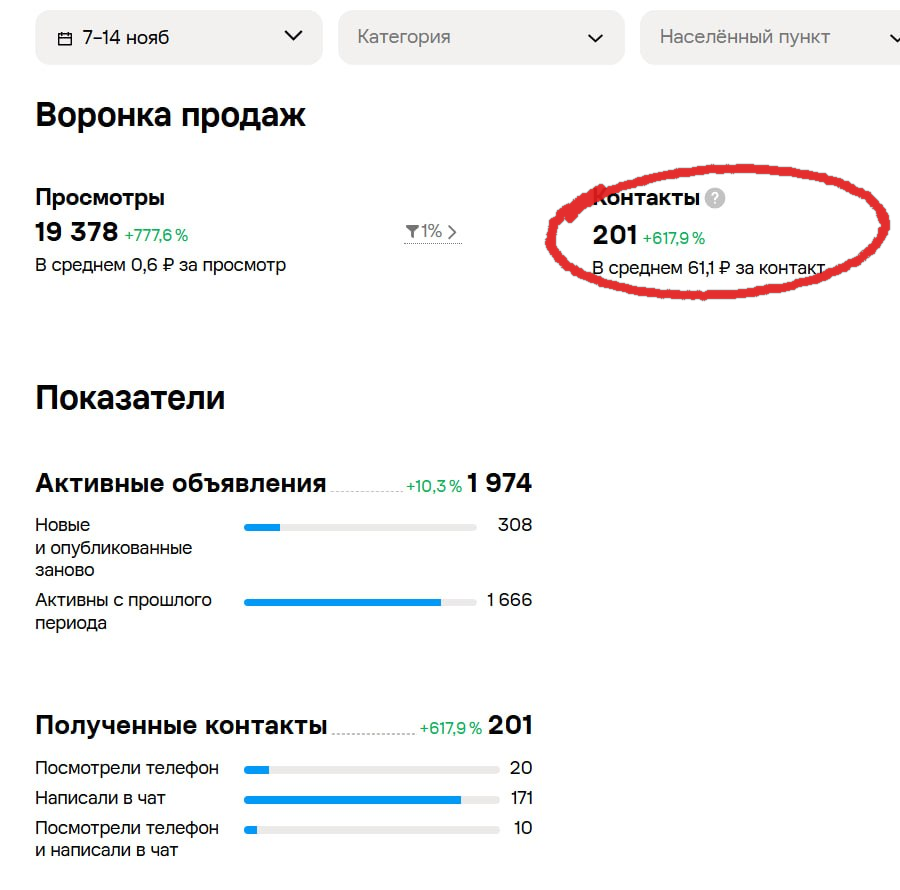 7–14 нояб
Категория
Населённый пункт
Воронка продаж
Просмотры
19 378 +777,6 %
В среднем 0,6 ₽ за просмотр
1%
Контакты ?
201 +617,9 %
В среднем 61,1 ₽ за контакт
Показатели
Активные объявления +10,3 % 1 974
Новые
и опубликованные
заново
308
Активны с прошлого
периода
1 666
Полученные контакты +617,9 % 201
Посмотрели телефон 20
Написали в чат 171
Посмотрели телефон
и написали в чат
10